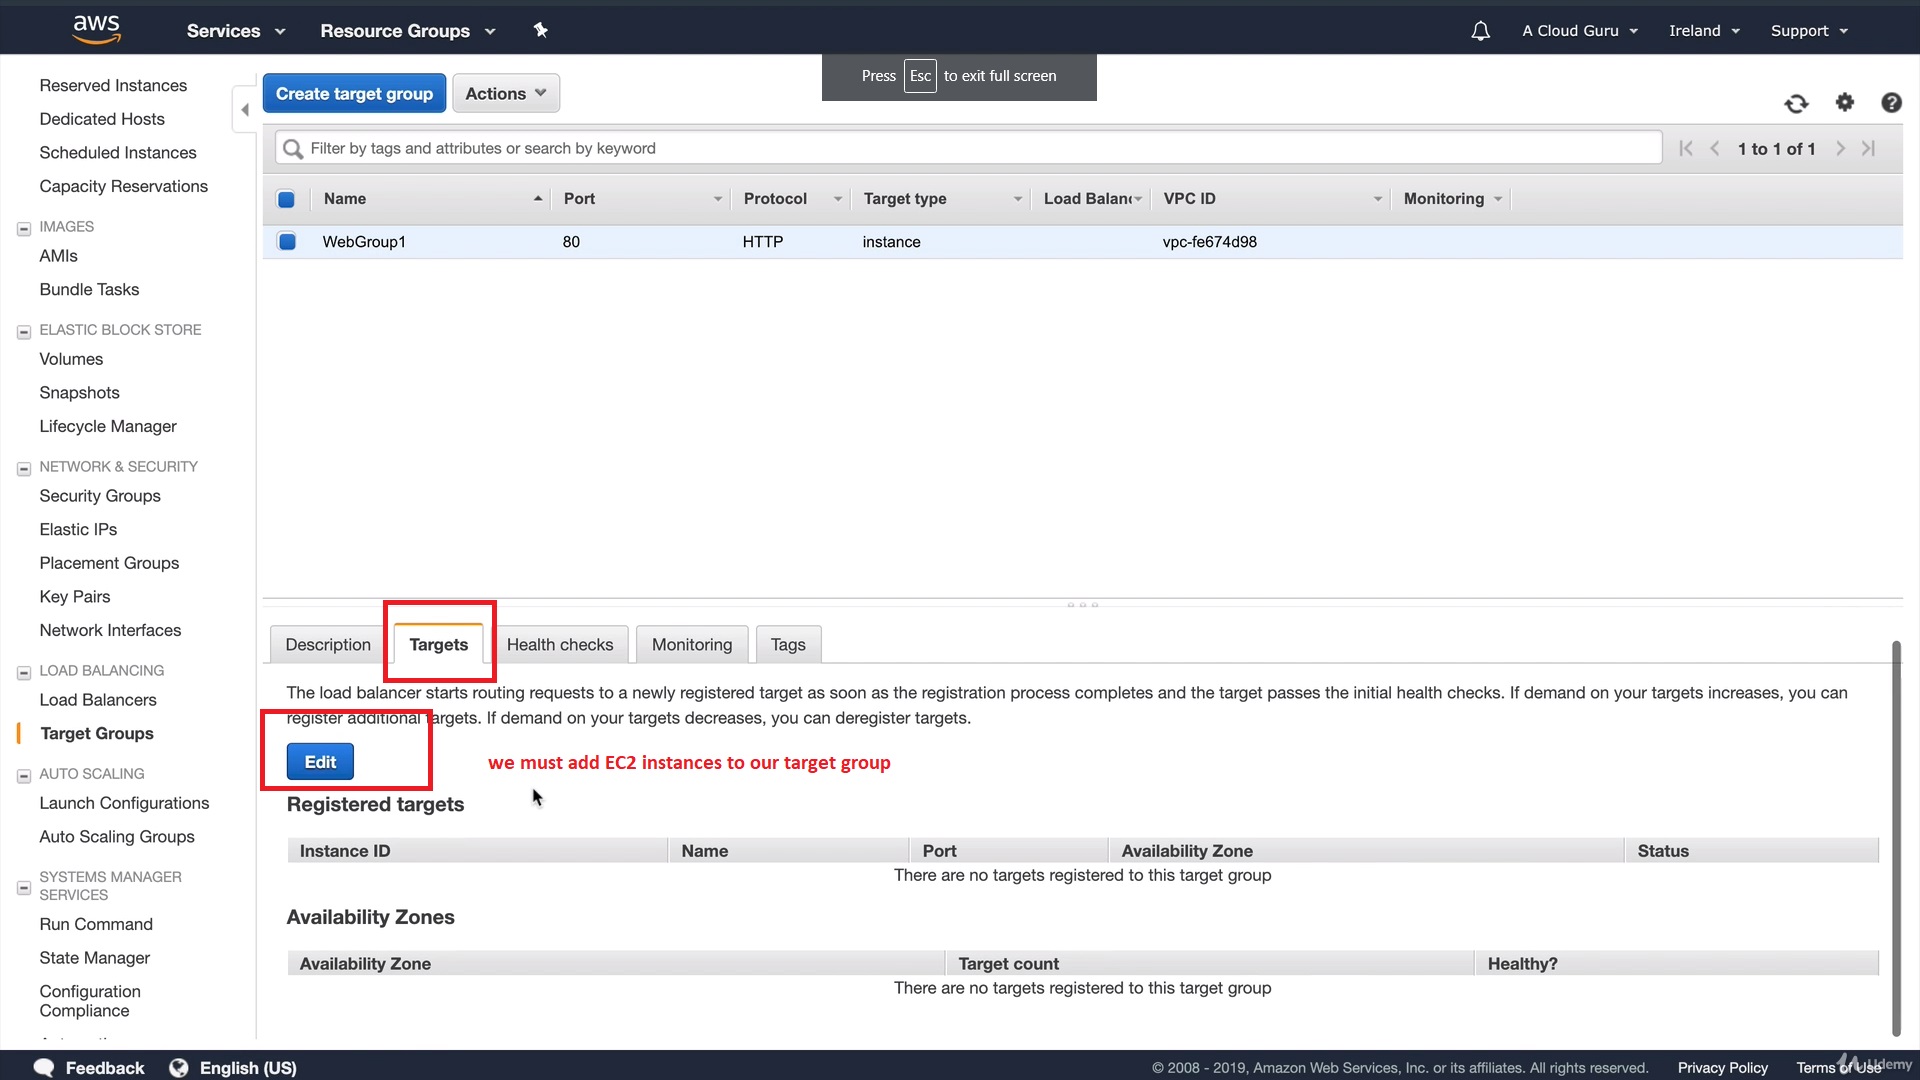 aws
Services
Resource Groups
A Cloud Guru
Ireland
Support
Press Esc to exit full screen
Reserved Instances
Dedicated Hosts
Scheduled Instances
Capacity Reservations
IMAGES
AMIs
Bundle Tasks
ELASTIC BLOCK STORE
Volumes
Snapshots
Lifecycle Manager
NETWORK & SECURITY
Security Groups
Elastic IPs
Placement Groups
Key Pairs
Network Interfaces
LOAD BALANCING
Load Balancers
Target Groups
AUTO SCALING
Launch Configurations
Auto Scaling Groups
SYSTEMS MANAGER
SERVICES
Run Command
State Manager
Configuration
Compliance
Create target group
Actions
Filter by tags and attributes or search by keyword
1 to 1 of 1
Name Port Protocol Target type Load Balanc VPC ID Monitoring
WebGroup1 80 HTTP instance vpc-fe674d98
Description Targets Health checks Monitoring Tags
The load balancer starts routing requests to a newly registered target as soon as the registration process completes and the target passes the initial health checks. If demand on your targets increases, you can
register additional targets. If demand on your targets decreases, you can deregister targets.
Edit
we must add EC2 instances to our target group
Registered targets
Instance ID Name Port Availability Zone Status
There are no targets registered to this target group
Availability Zones
Availability Zone Target count Healthy?
There are no targets registered to this target group
Feedback
English (US)
© 2008 - 2019, Amazon Web Services, Inc. or its affiliates. All rights reserved.
Privacy Policy
Terms of Use
Udemy